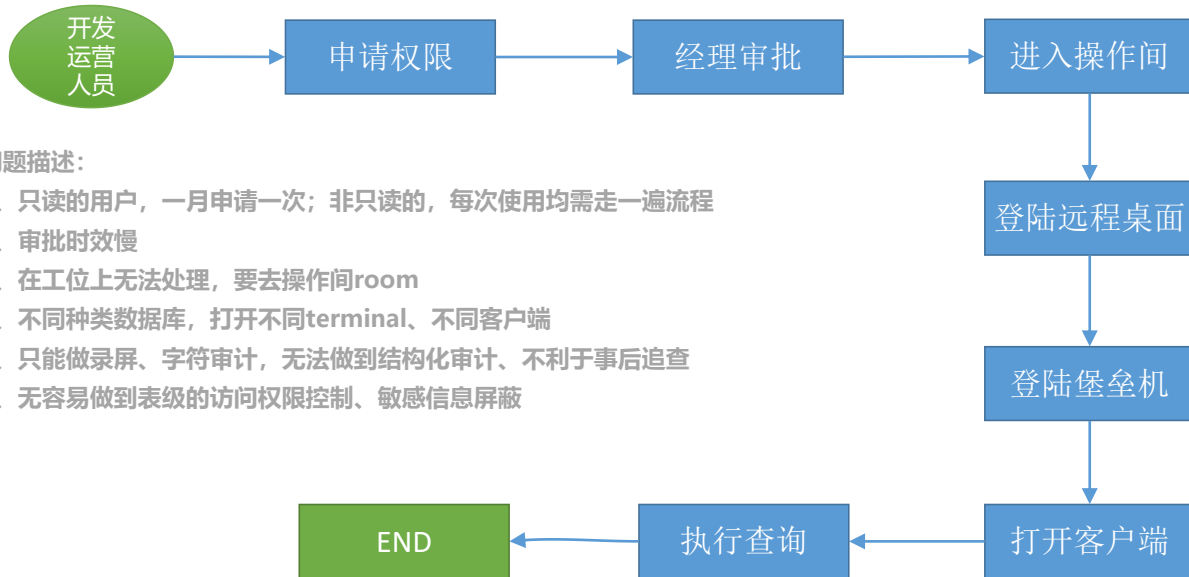 开发
运营
人员
申请权限
经理审批
进入操作间
问题描述：
、只读的用户，一月申请一次；非只读的，每次使用均需走一遍流程
、审批时效慢
、在工位上无法处理，要去操作间room
、不同种类数据库，打开不同terminal、不同客户端
、只能做录屏、字符审计，无法做到结构化审计、不利于事后追查
、无容易做到表级的访问权限控制、敏感信息屏蔽
登陆远程桌面
登陆堡垒机
打开客户端
执行查询
END